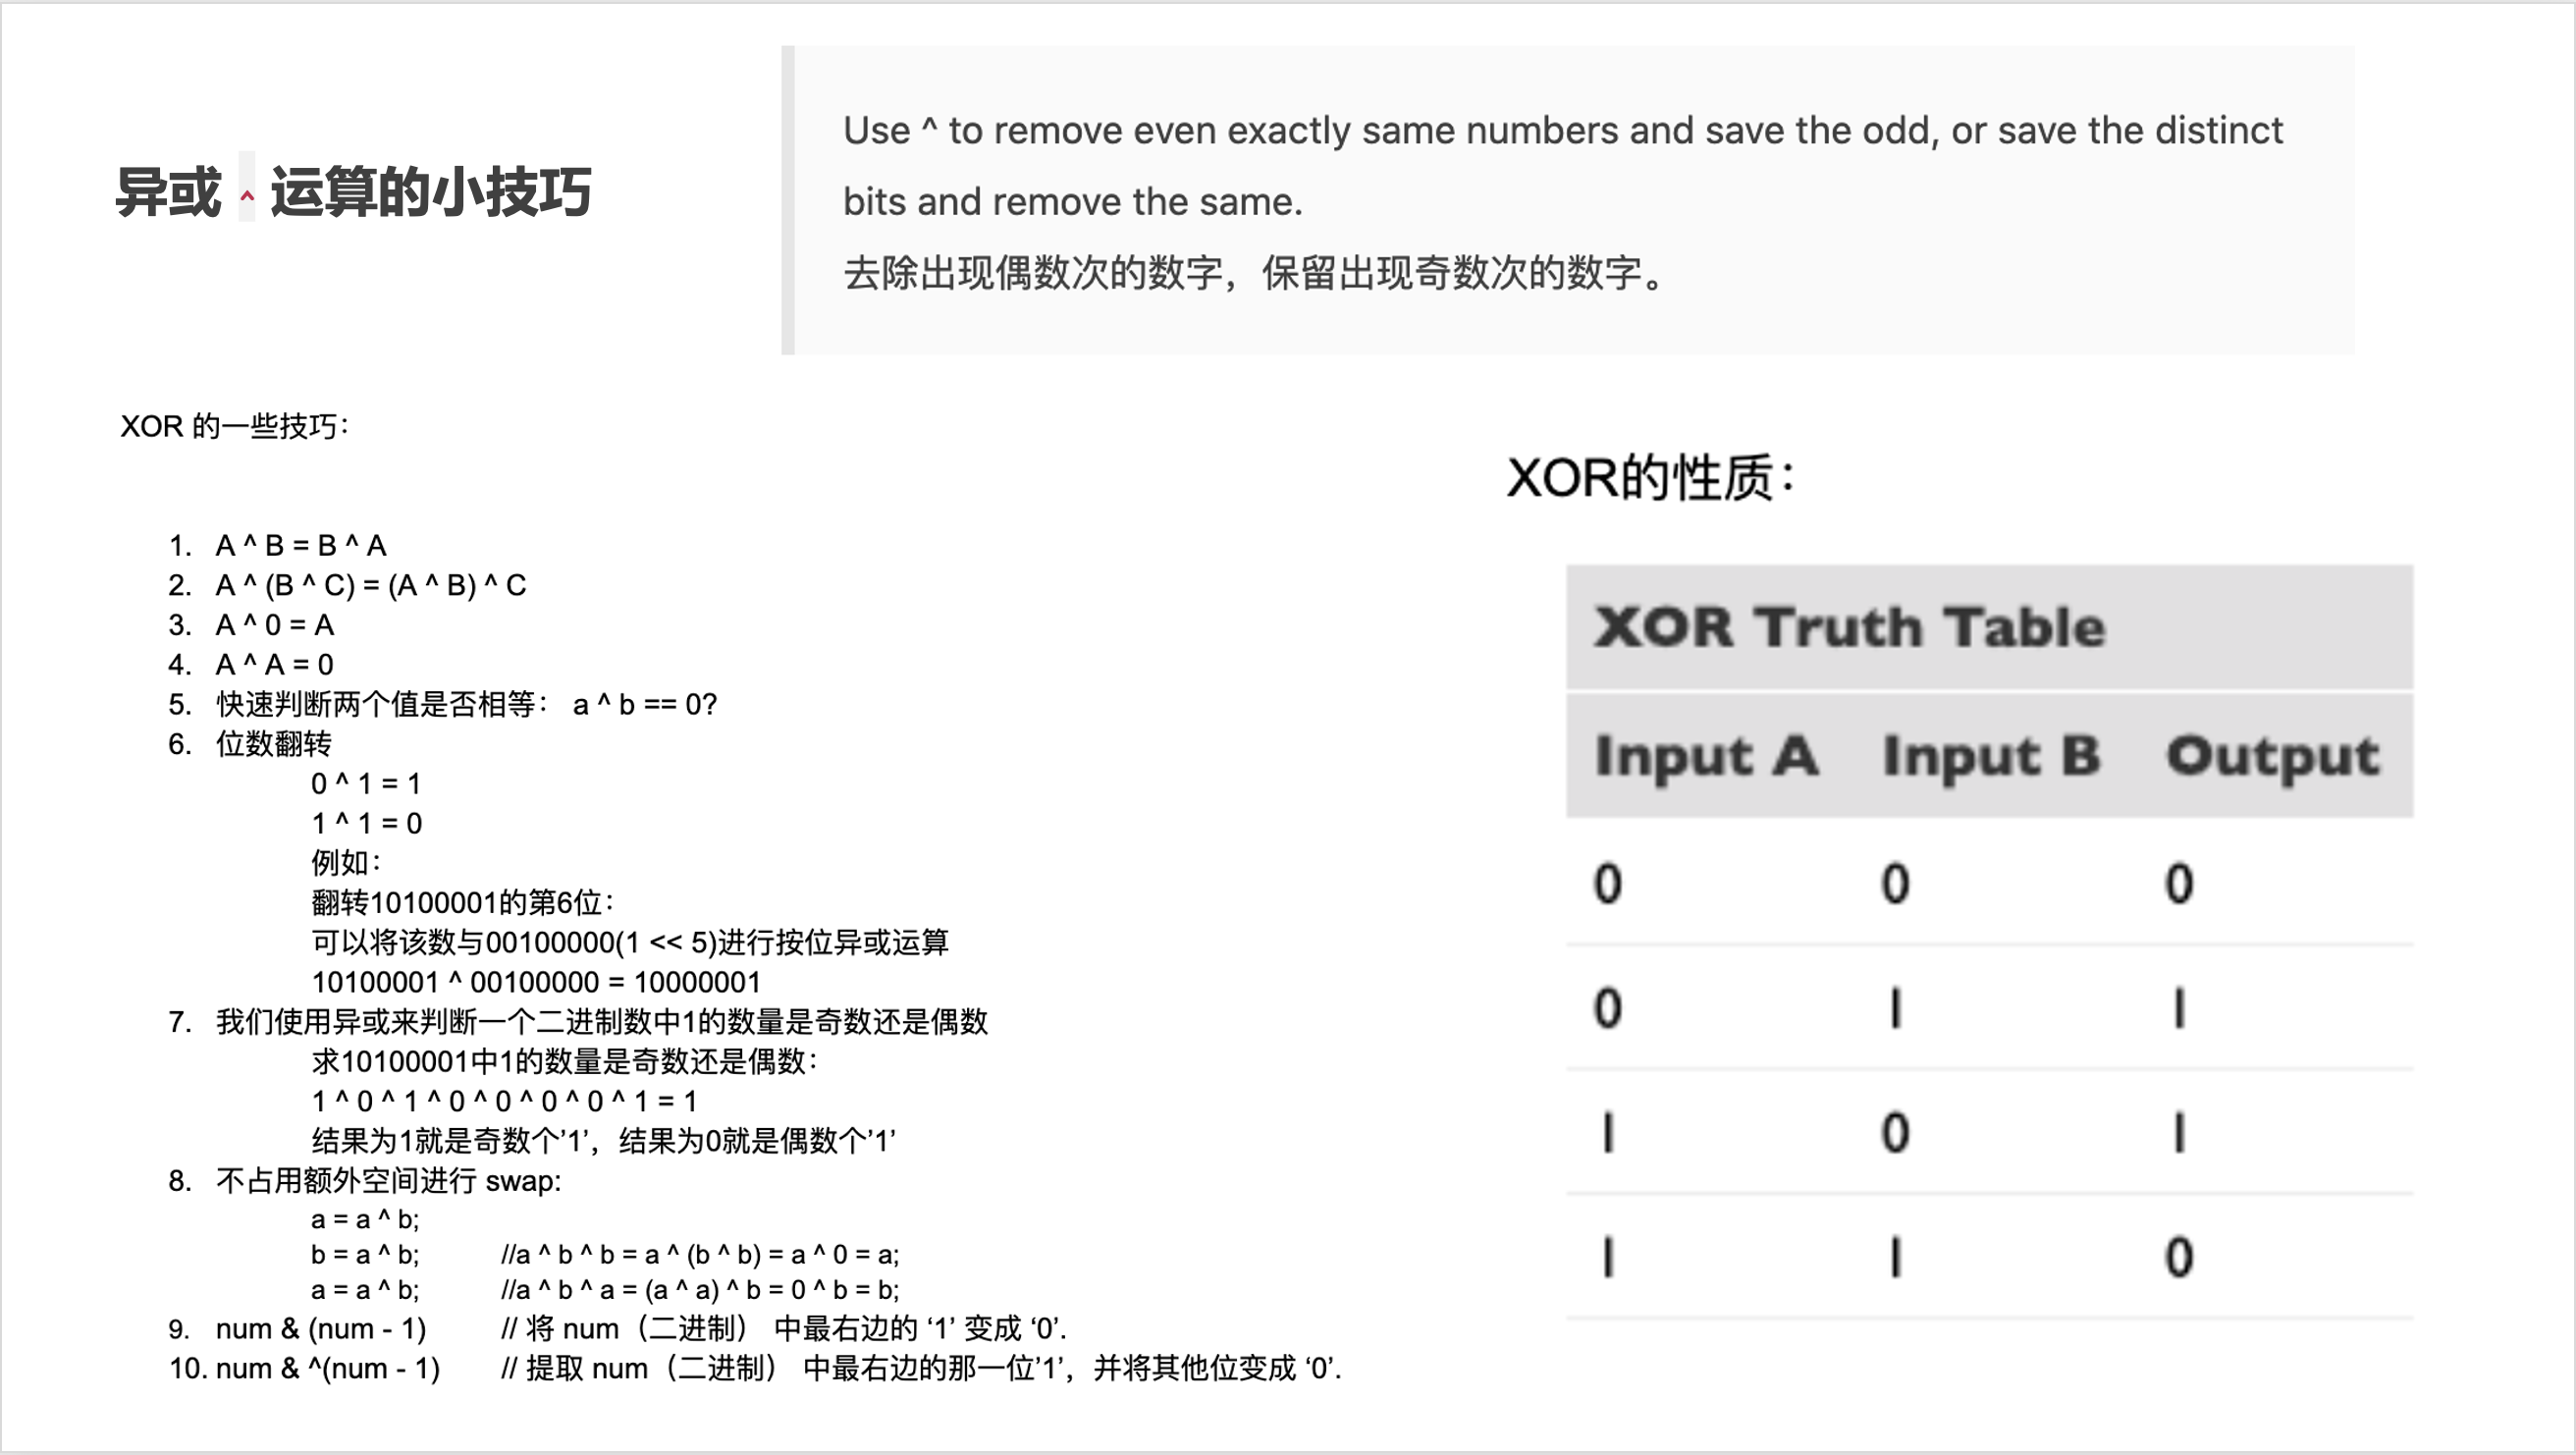 异或 ^ 运算的小技巧
Use ^ to remove even exactly same numbers and save the odd, or save the distinct
bits and remove the same.
去除出现偶数次的数字，保留出现奇数次的数字。
XOR 的一些技巧：
1. A ^ B = B ^ A
2. A ^ (B ^ C) = (A ^ B) ^ C
3. A ^ 0 = A
4. A ^ A = 0
5. 快速判断两个值是否相等： a ^ b == 0?
6. 位数翻转
0 ^ 1 = 1
1 ^ 1 = 0
例如：
翻转10100001的第6位：
可以将该数与00100000(1 << 5)进行按位异或运算
10100001 ^ 00100000 = 10000001
7. 我们使用异或来判断一个二进制数中1的数量是奇数还是偶数
求10100001中1的数量是奇数还是偶数：
1 ^ 0 ^ 1 ^ 0 ^ 0 ^ 0 ^ 0 ^ 1 = 1
结果为1就是奇数个’1’，结果为0就是偶数个’1’
8. 不占用额外空间进行 swap:
a = a ^ b;
b = a ^ b; //a ^ b ^ b = a ^ (b ^ b) = a ^ 0 = a;
a = a ^ b; //a ^ b ^ a = (a ^ a) ^ b = 0 ^ b = b;
9. num & (num - 1) // 将 num（二进制） 中最右边的 ‘1’ 变成 ‘0’.
10. num & ^(num - 1) // 提取 num（二进制） 中最右边的那一位’1’，并将其他位变成 ‘0’.
XOR的性质：
XOR Truth Table
Input A Input B Output
0 0 0
0 1 1
1 0 1
1 1 0